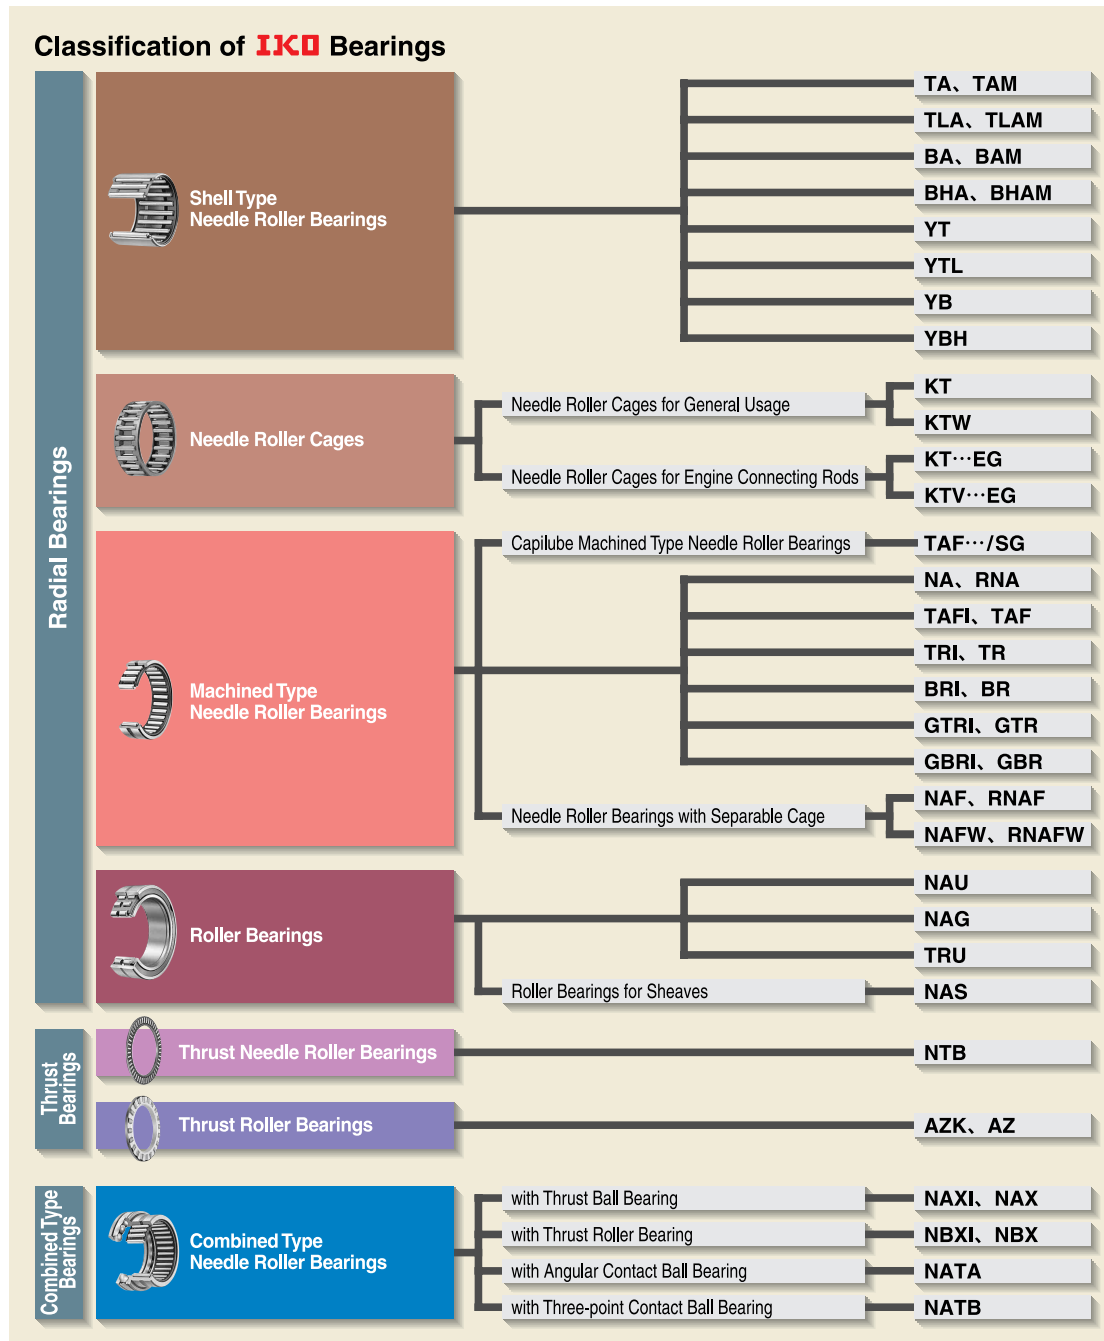 Classification of IKO Bearings
Radial Bearings
Shell Type
Needle Roller Bearings
TA、TAM
TLA、TLAM
BA、BAM
BHA、BHAM
YT
YTL
YB
YBH
Needle Roller Cages
Needle Roller Cages for General Usage
KT
KTW
Needle Roller Cages for Engine Connecting Rods
KT···EG
KTV···EG
Machined Type
Needle Roller Bearings
Capilube Machined Type Needle Roller Bearings
TAF···/SG
NA、RNA
TAFI、TAF
TRI、TR
BRI、BR
GTRI、GTR
GBRI、GBR
Needle Roller Bearings with Separable Cage
NAF、RNAF
NAFW、RNAFW
Roller Bearings
NAU
NAG
TRU
Roller Bearings for Sheaves
NAS
Thrust
Bearings
Thrust Needle Roller Bearings
NTB
Thrust Roller Bearings
AZK、AZ
Combined Type
Bearings
Combined Type
Needle Roller Bearings
with Thrust Ball Bearing
NAXI、NAX
with Thrust Roller Bearing
NBXI、NBX
with Angular Contact Ball Bearing
NATA
with Three-point Contact Ball Bearing
NATB